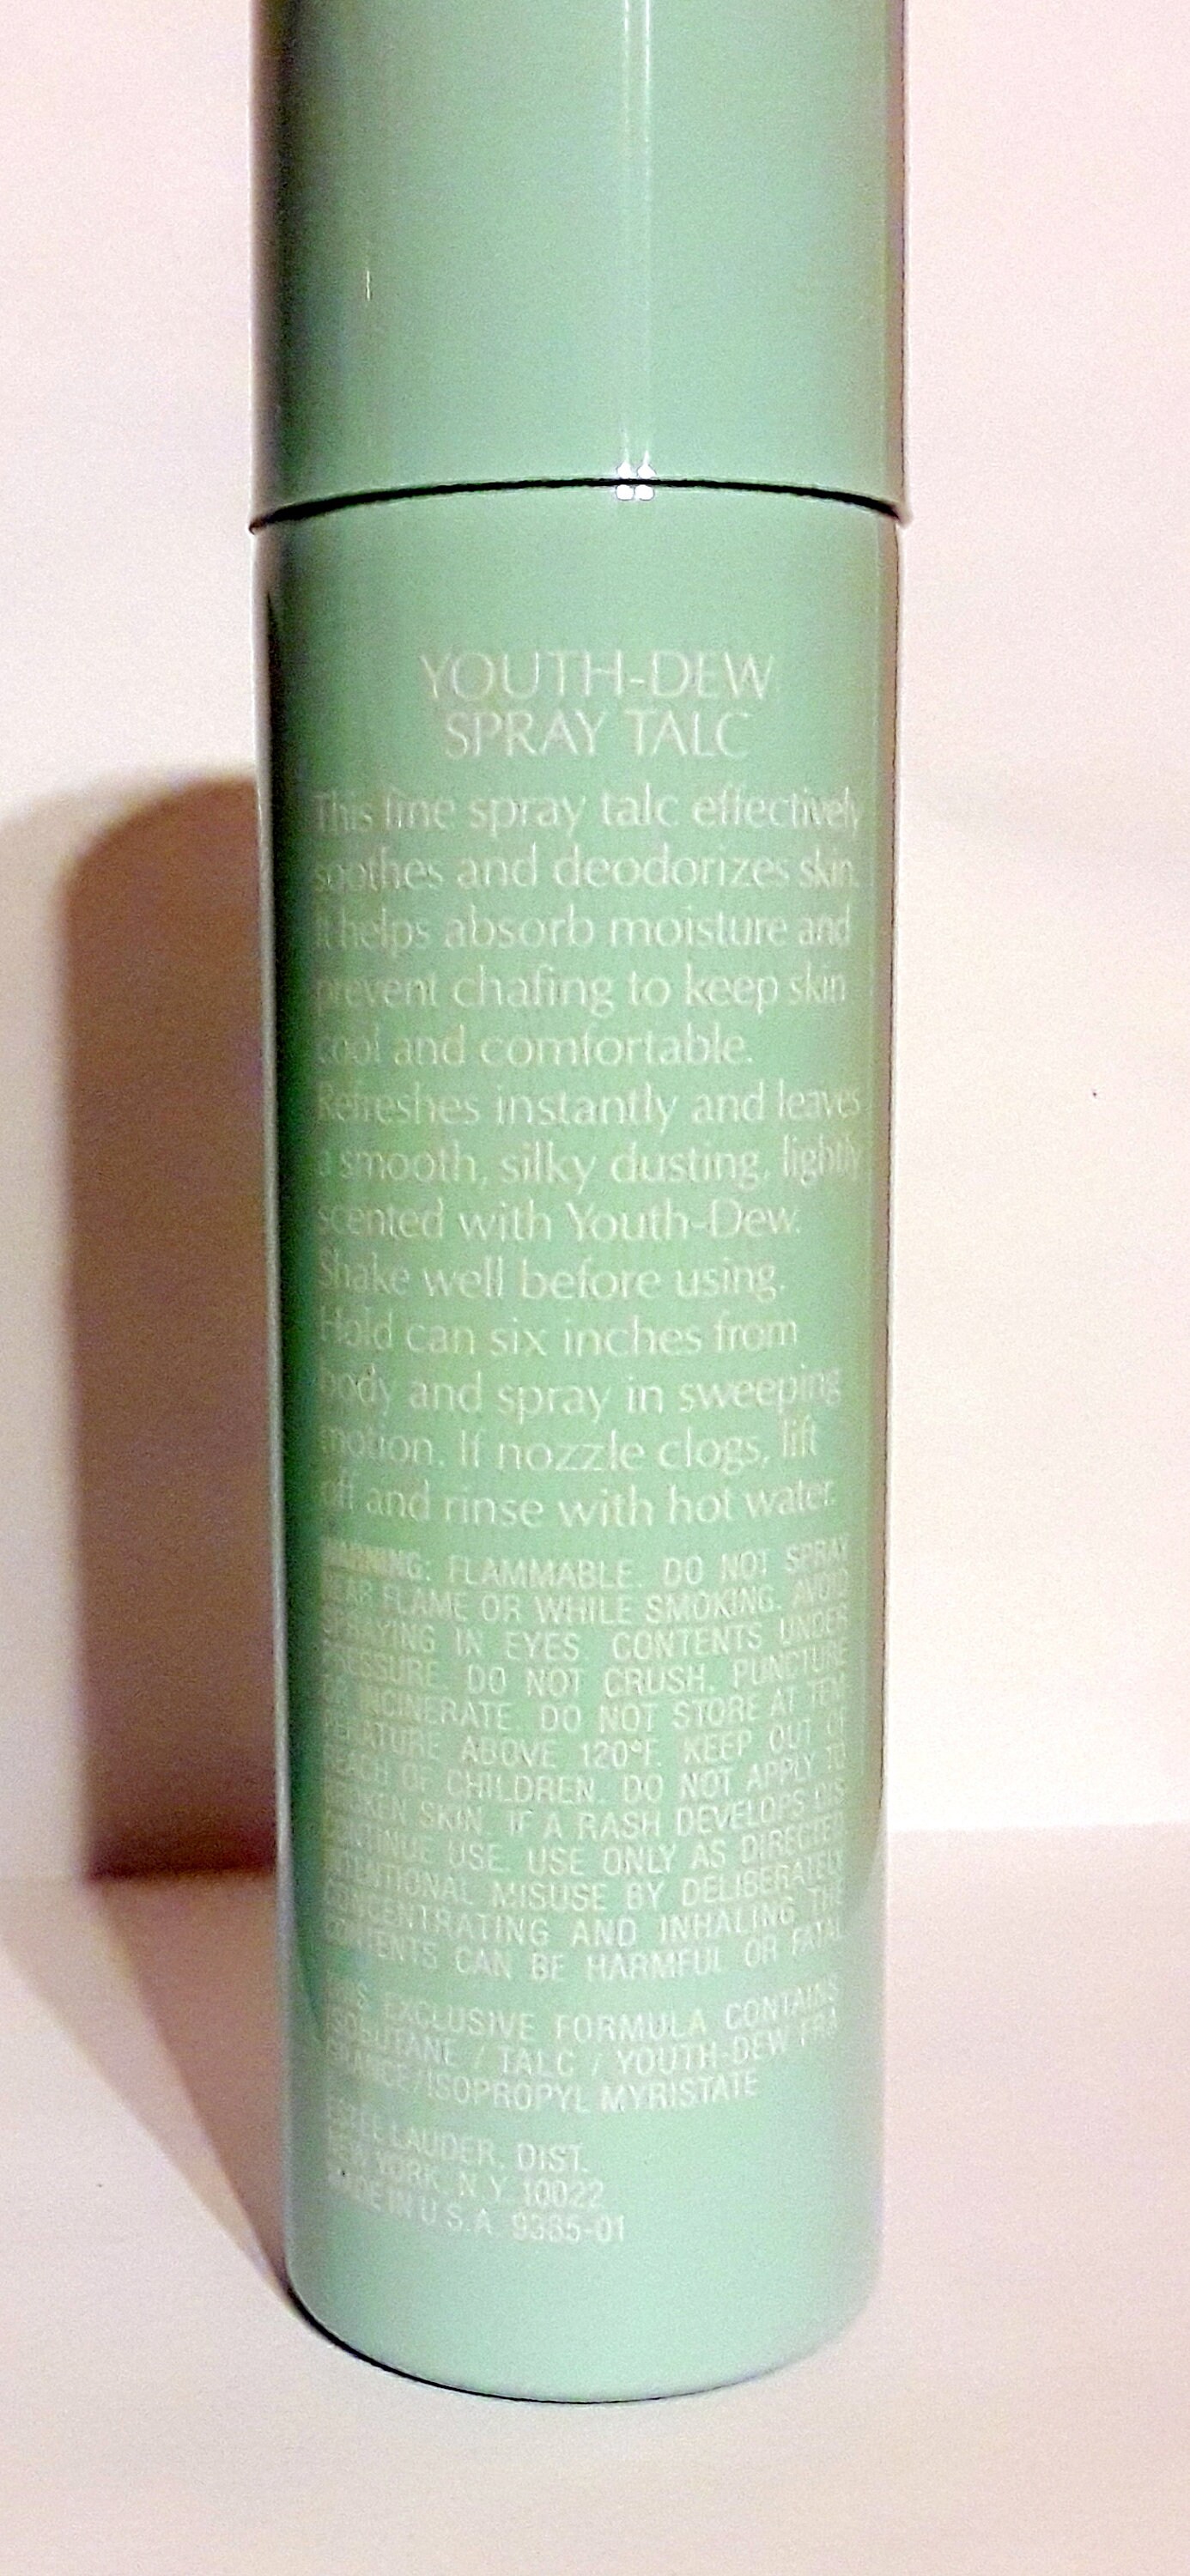 YOUTH-DEW
SPRAY TALC
This fine spray talc effectively
soothes and deodorizes skin.
It helps absorb moisture and
prevent chafing to keep skin
cool and comfortable.
Refreshes instantly and leaves
a smooth, silky dusting, lightly
scented with Youth-Dew.
Shake well before using.
Hold can six inches from
body and spray in sweeping
motion. If nozzle clogs, lift
off and rinse with hot water.
WARNING: FLAMMABLE. DO NOT SPRAY
NEAR FLAME OR WHILE SMOKING. AVOID
SPRAYING IN EYES. CONTENTS UNDER
PRESSURE. DO NOT CRUSH, PUNCTURE
OR INCINERATE. DO NOT STORE AT TEM-
PERATURE ABOVE 120°F. KEEP OUT OF
REACH OF CHILDREN. DO NOT APPLY TO
BROKEN SKIN. IF A RASH DEVELOPS DIS-
CONTINUE USE. USE ONLY AS DIRECTED.
INTENTIONAL MISUSE BY DELIBERATELY
CONCENTRATING AND INHALING THE
CONTENTS CAN BE HARMFUL OR FATAL.
THIS EXCLUSIVE FORMULA CONTAINS
ISOBUTANE / TALC / YOUTH-DEW FRA-
GRANCE/ISOPROPYL MYRISTATE
ESTEE LAUDER, DIST.
NEW YORK, N.Y. 10022
MADE IN U.S.A. 9385-01